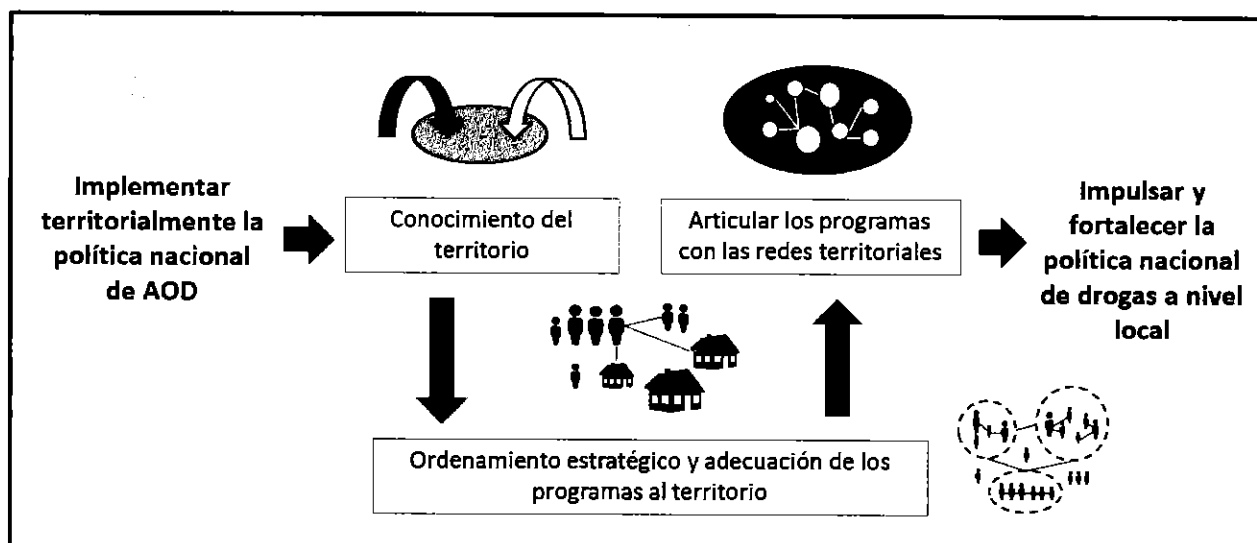 Implementar
territorialmente la
política nacional
de AOD
Conocimiento del
territorio
Articular los programas
con las redes territoriales
Impulsar y
fortalecer la
política nacional
de drogas a nivel
local
Ordenamiento estratégico y adecuación de los
programas al territorio